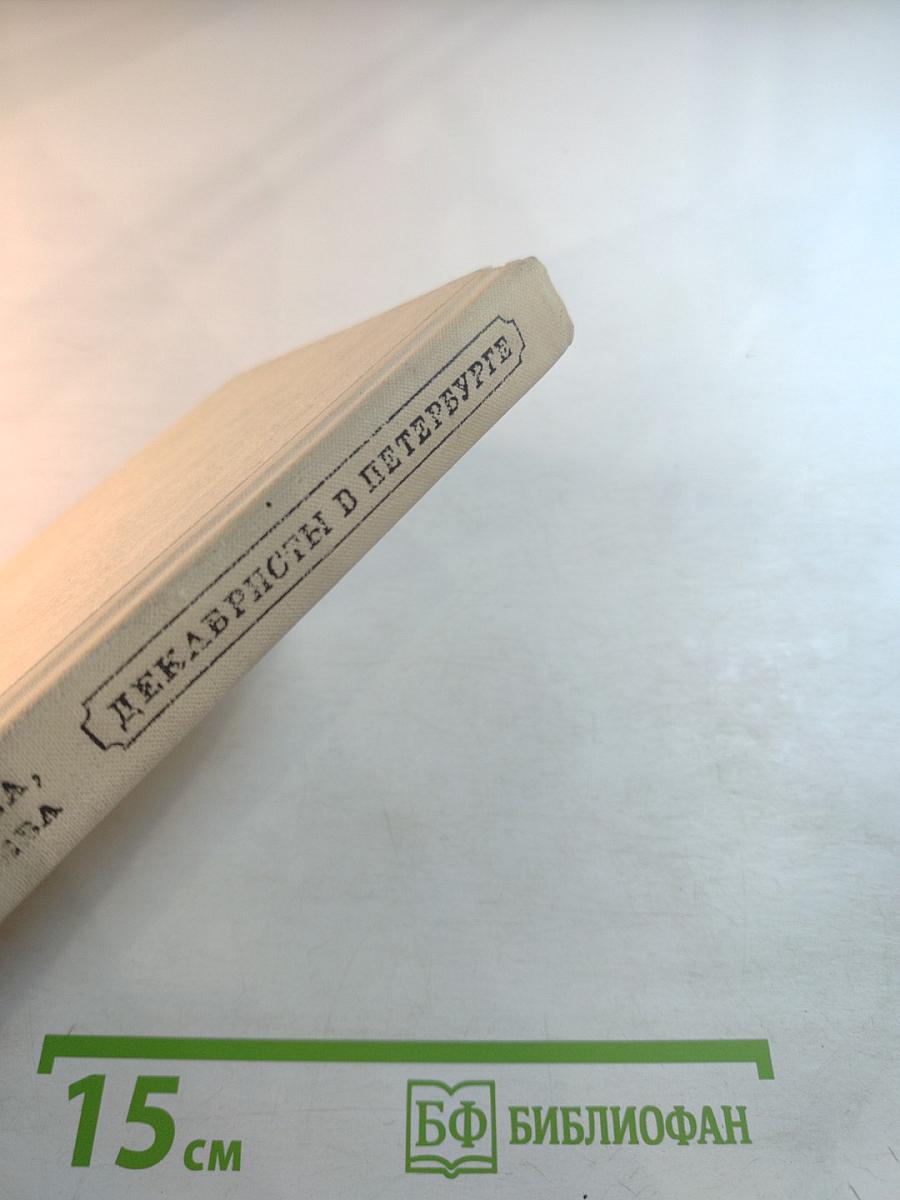 ДЕКАБРИСТЫ В ПЕТЕРБУРГЕ
15 см
БФ БИБЛИОФАН